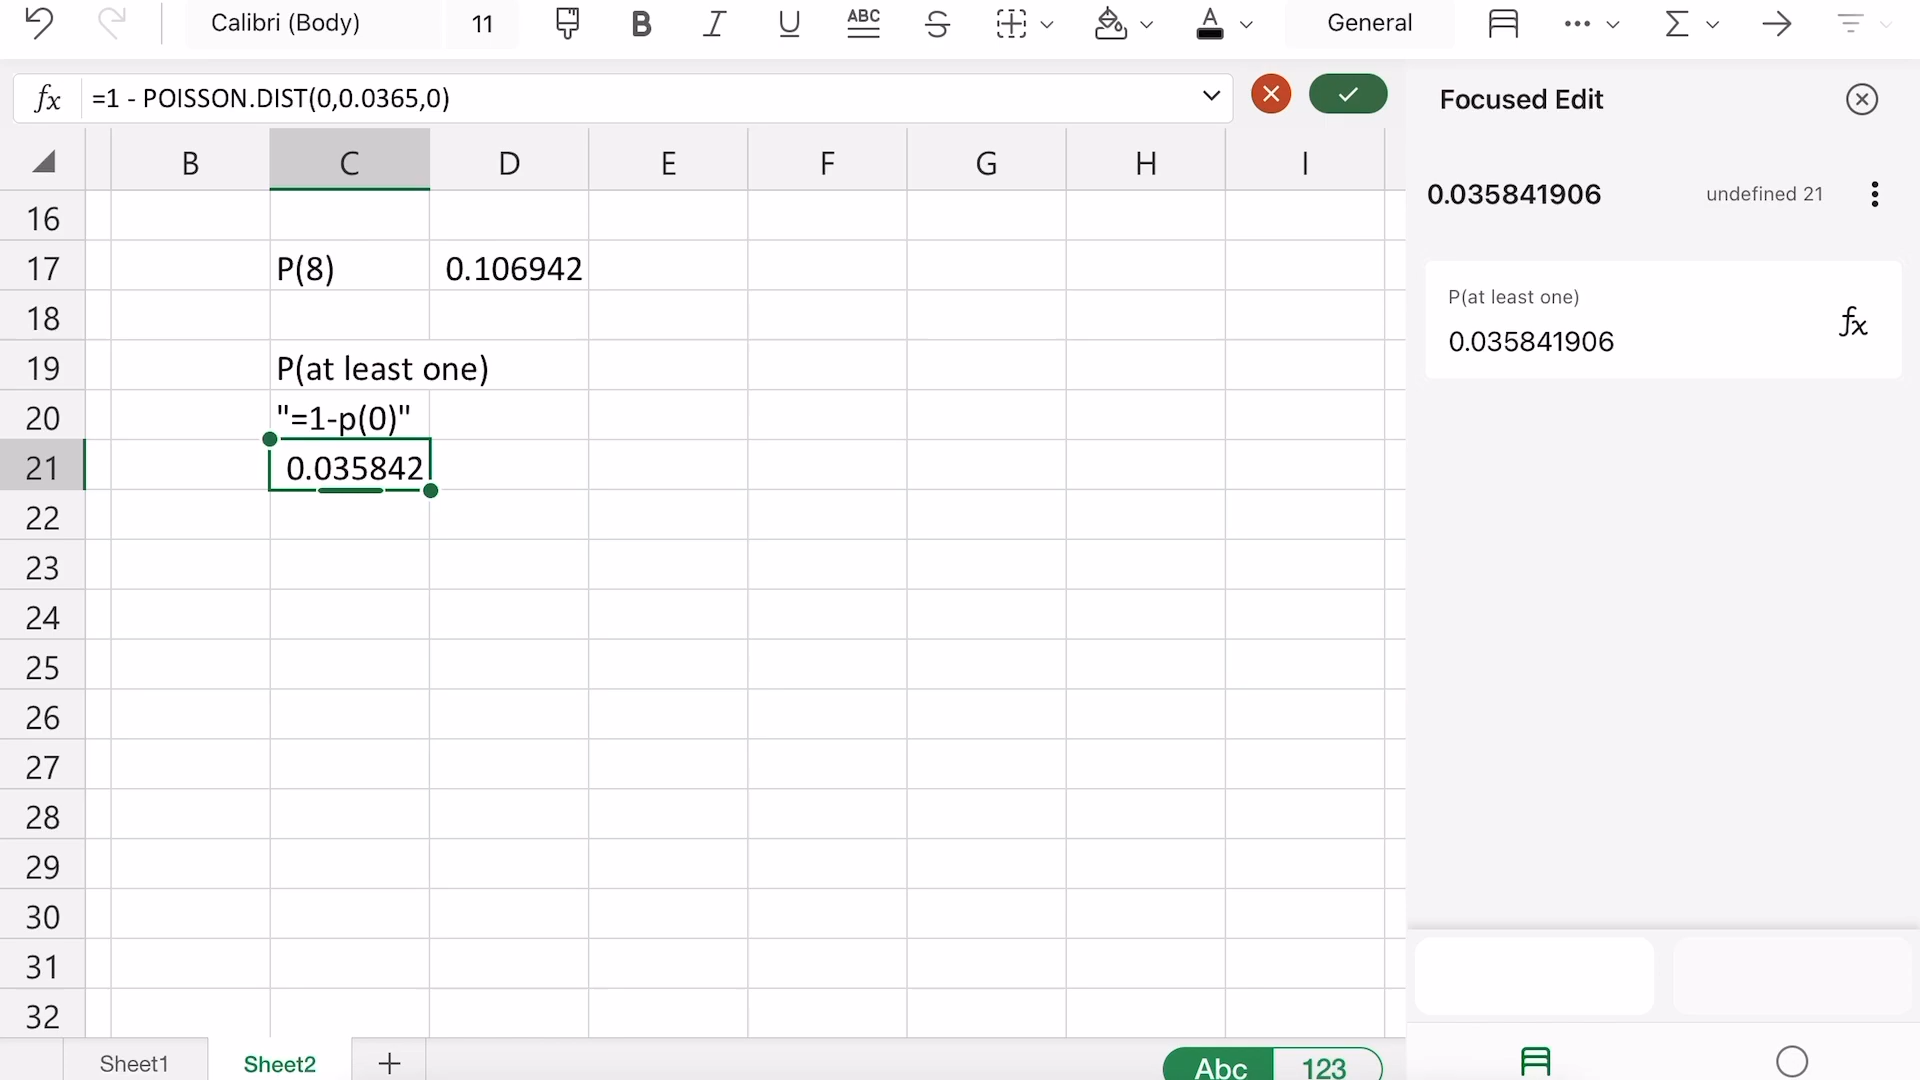 Calibri (Body) 11 B I U ABC S A General
fx =1 - POISSON.DIST(0,0.0365,0)
Focused Edit
B C D E F G H I
0.035841906 undefined 21
16
17 P(8) 0.106942
P(at least one)
0.035841906 fx
18
19 P(at least one)
20 "=1-p(0)"
21 0.035842
22
23
24
25
26
27
28
29
30
31
32
Sheet1 Sheet2 + Abc 123